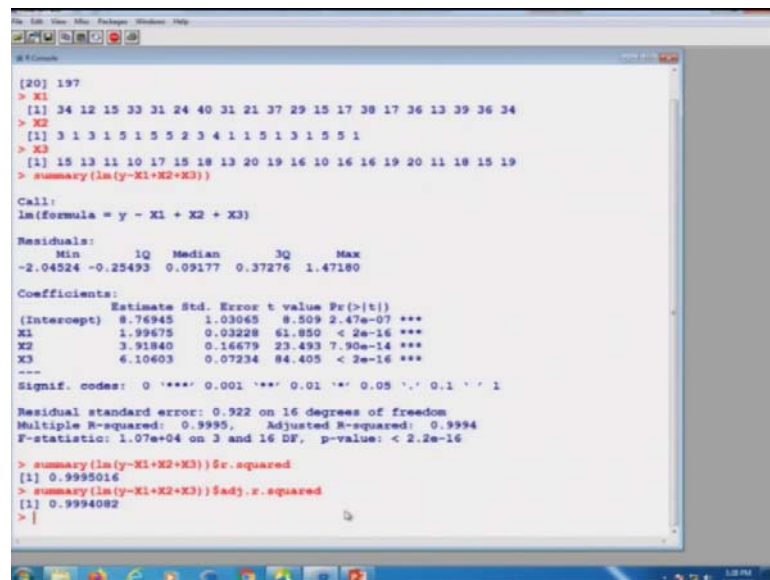 File Edit View Misc Packages Windows Help
R Console
[20] 197
> X1
[1] 34 12 15 33 31 24 40 31 21 37 29 15 17 38 17 36 13 39 36 34
> X2
[1] 3 1 3 1 5 1 5 5 2 3 4 1 1 5 1 3 1 5 5 1
> X3
[1] 15 13 11 10 17 15 18 13 20 19 16 10 16 16 19 20 11 18 15 19
> summary(lm(y~X1+X2+X3))
Call:
lm(formula = y ~ X1 + X2 + X3)
Residuals:
Min 1Q Median 3Q Max
-2.04524 -0.25493 0.09177 0.37276 1.47180
Coefficients:
Estimate Std. Error t value Pr(>|t|)
(Intercept) 8.76945 1.03065 8.509 2.47e-07 ***
X1 1.99675 0.03228 61.850 < 2e-16 ***
X2 3.91840 0.16679 23.493 7.90e-14 ***
X3 6.10603 0.07234 84.405 < 2e-16 ***
---
Signif. codes: 0 '***' 0.001 '**' 0.01 '*' 0.05 '.' 0.1 ' ' 1
Residual standard error: 0.922 on 16 degrees of freedom
Multiple R-squared: 0.9995, Adjusted R-squared: 0.9994
F-statistic: 1.07e+04 on 3 and 16 DF, p-value: < 2.2e-16
> summary(lm(y~X1+X2+X3))$r.squared
[1] 0.9995016
> summary(lm(y~X1+X2+X3))$adj.r.squared
[1] 0.9994082
> |